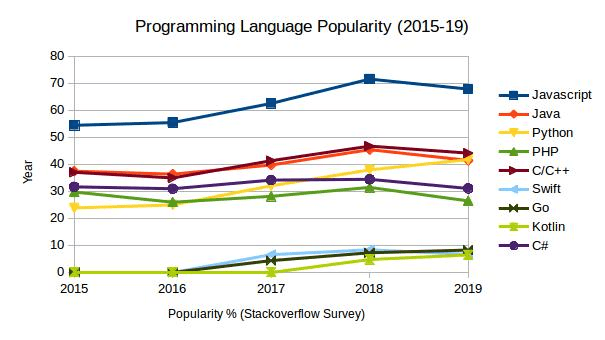 Programming Language Popularity (2015-19)
80
70
60
50
40
30
20
10
0
Year
2015 2016 2017 2018 2019
Popularity % (Stackoverflow Survey)
Javascript
Java
Python
PHP
C/C++
Swift
Go
Kotlin
C#